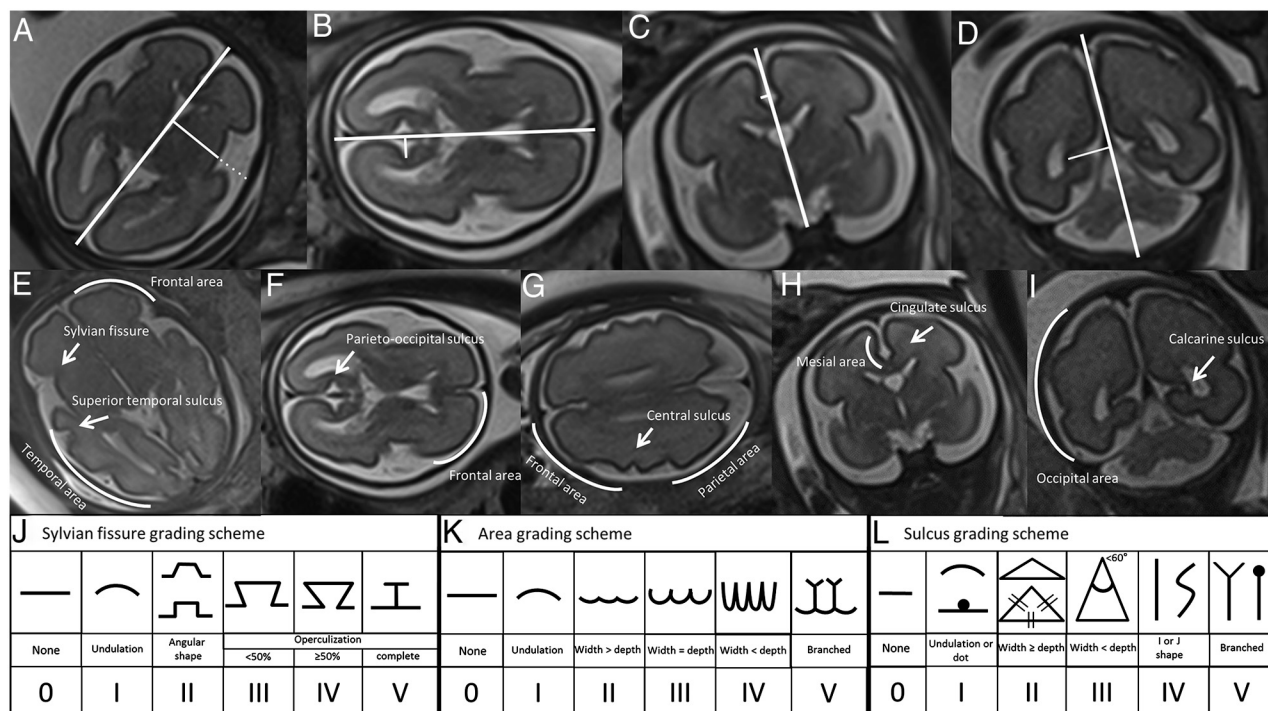 A
B
C
D
E
Frontal area
Sylvian fissure
Superior temporal sulcus
Temporal area
F
Parieto-occipital sulcus
Frontal area
G
Central sulcus
Frontal area
Parietal area
H
Cingulate sulcus
Mesial area
I
Calcarine sulcus
Occipital area
J Sylvian fissure grading scheme
None
Undulation
Angular
shape
Operculization
<50%
≥50%
complete
0 I II III IV V
K Area grading scheme
None
Undulation
Width > depth
Width = depth
Width < depth
Branched
0 I II III IV V
L Sulcus grading scheme
<60°
None
Undulation or
dot
Width ≥ depth
Width < depth
I or J
shape
Branched
0 I II III IV V